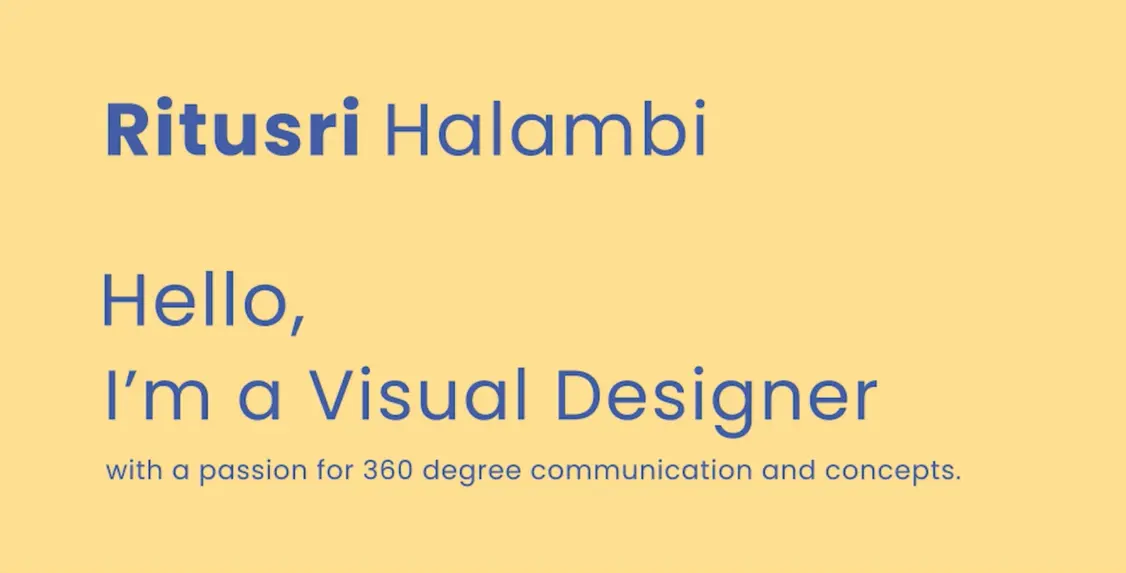 Ritusri Halambi
Hello,
I’m a Visual Designer
with a passion for 360 degree communication and concepts.